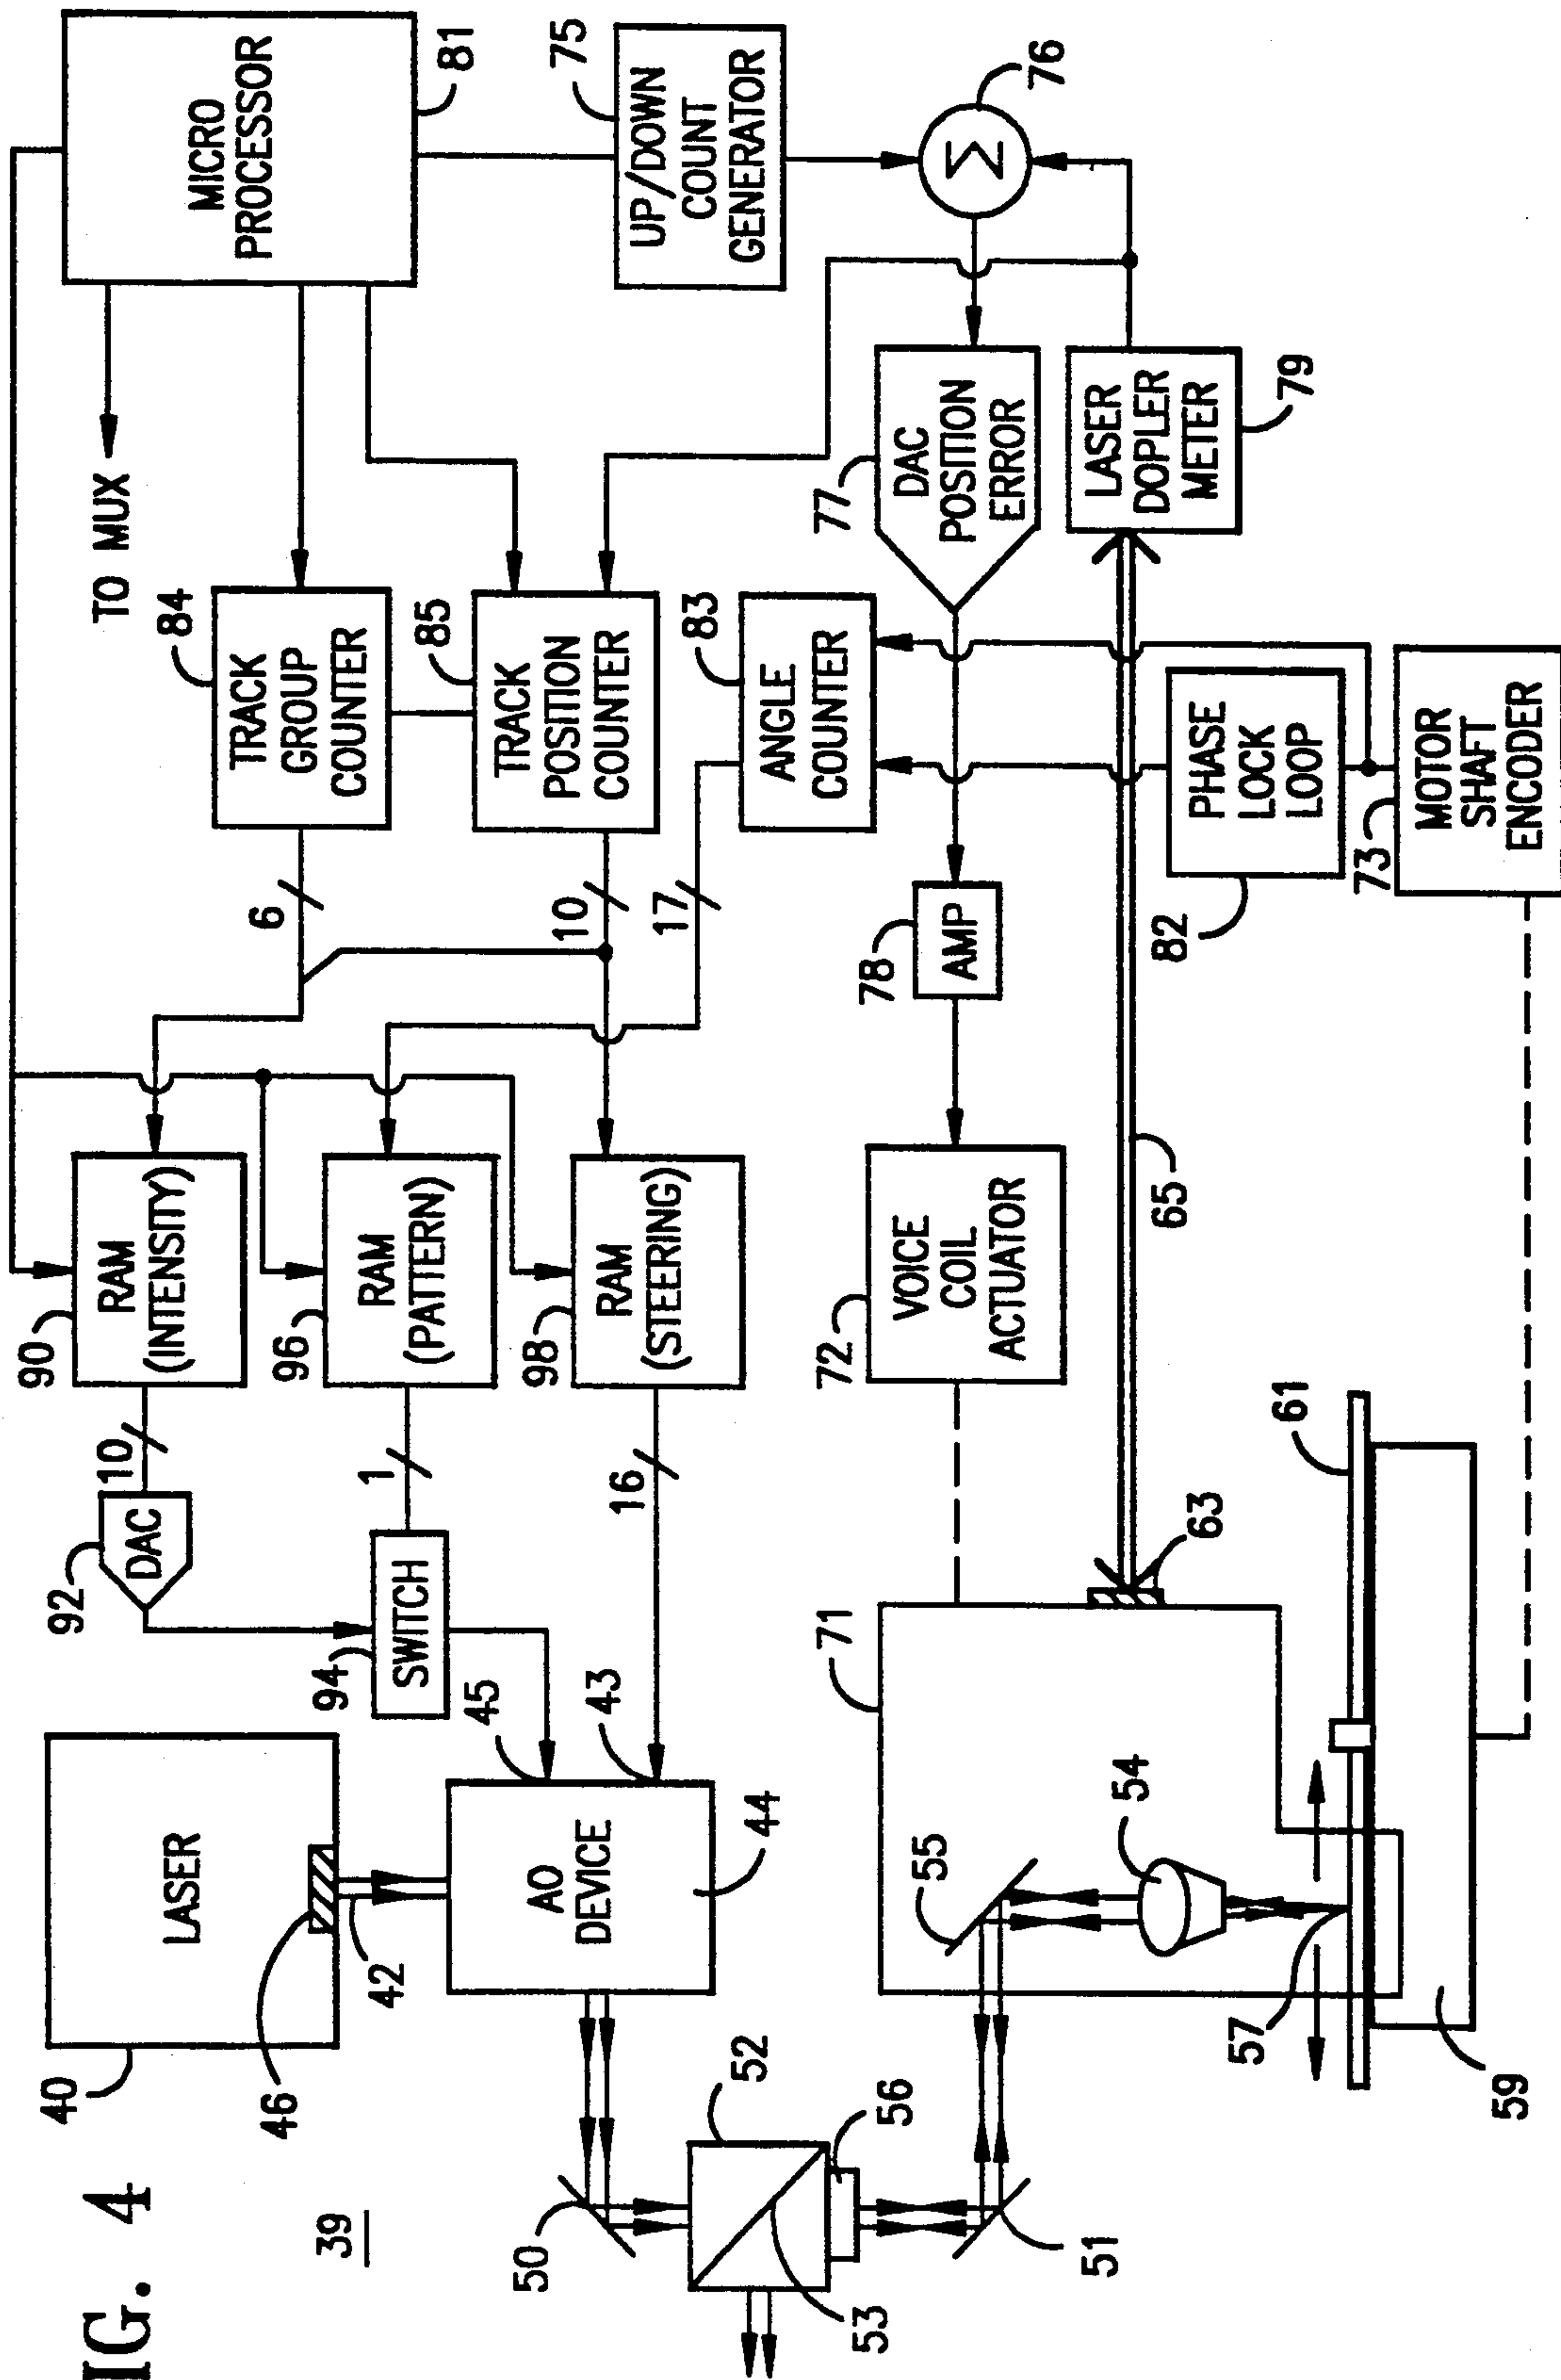 IG. 4
39
LASER
40
46
42
AO
DEVICE
44
45
43
50
52
53
56
51
55
54
57
59
61
63
65
71
DAC
92
10
SWITCH
94
1
16
RAM
(INTENSITY)
90
RAM
(PATTERN)
96
RAM
(STEERING)
98
VOICE
COIL
ACTUATOR
72
AMP
78
6
10
17
TRACK
GROUP
COUNTER
84
TRACK
POSITION
COUNTER
85
ANGLE
COUNTER
83
PHASE
LOCK
LOOP
82
MOTOR
SHAFT
ENCODER
73
TO MUX
DAC
POSITION
ERROR
77
LASER
DOPLER
METER
79
MICRO
PROCESSOR
81
UP/DOWN
COUNT
GENERATOR
75
Σ
76